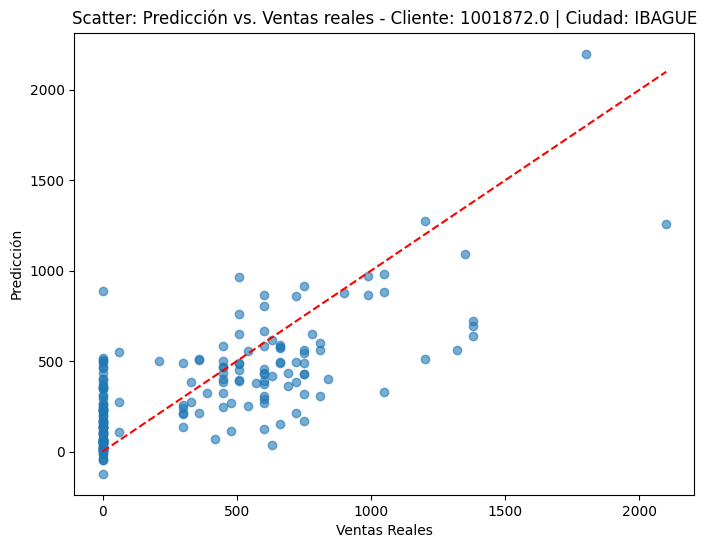 Scatter: Predicción vs. Ventas reales - Cliente: 1001872.0 | Ciudad: IBAGUE
2000
1500
1000
500
0
Predicción
0 500 1000 1500 2000
Ventas Reales